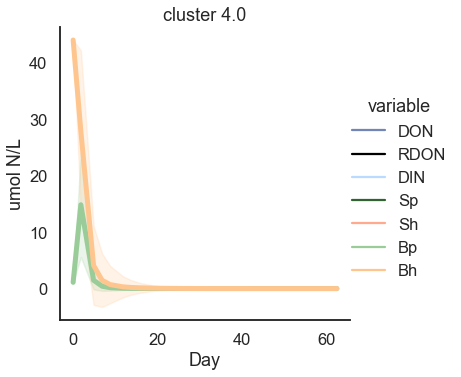 cluster 4.0
umol N/L
40
30
20
10
0
0 20 40 60
Day
variable
DON
RDON
DIN
Sp
Sh
Bp
Bh